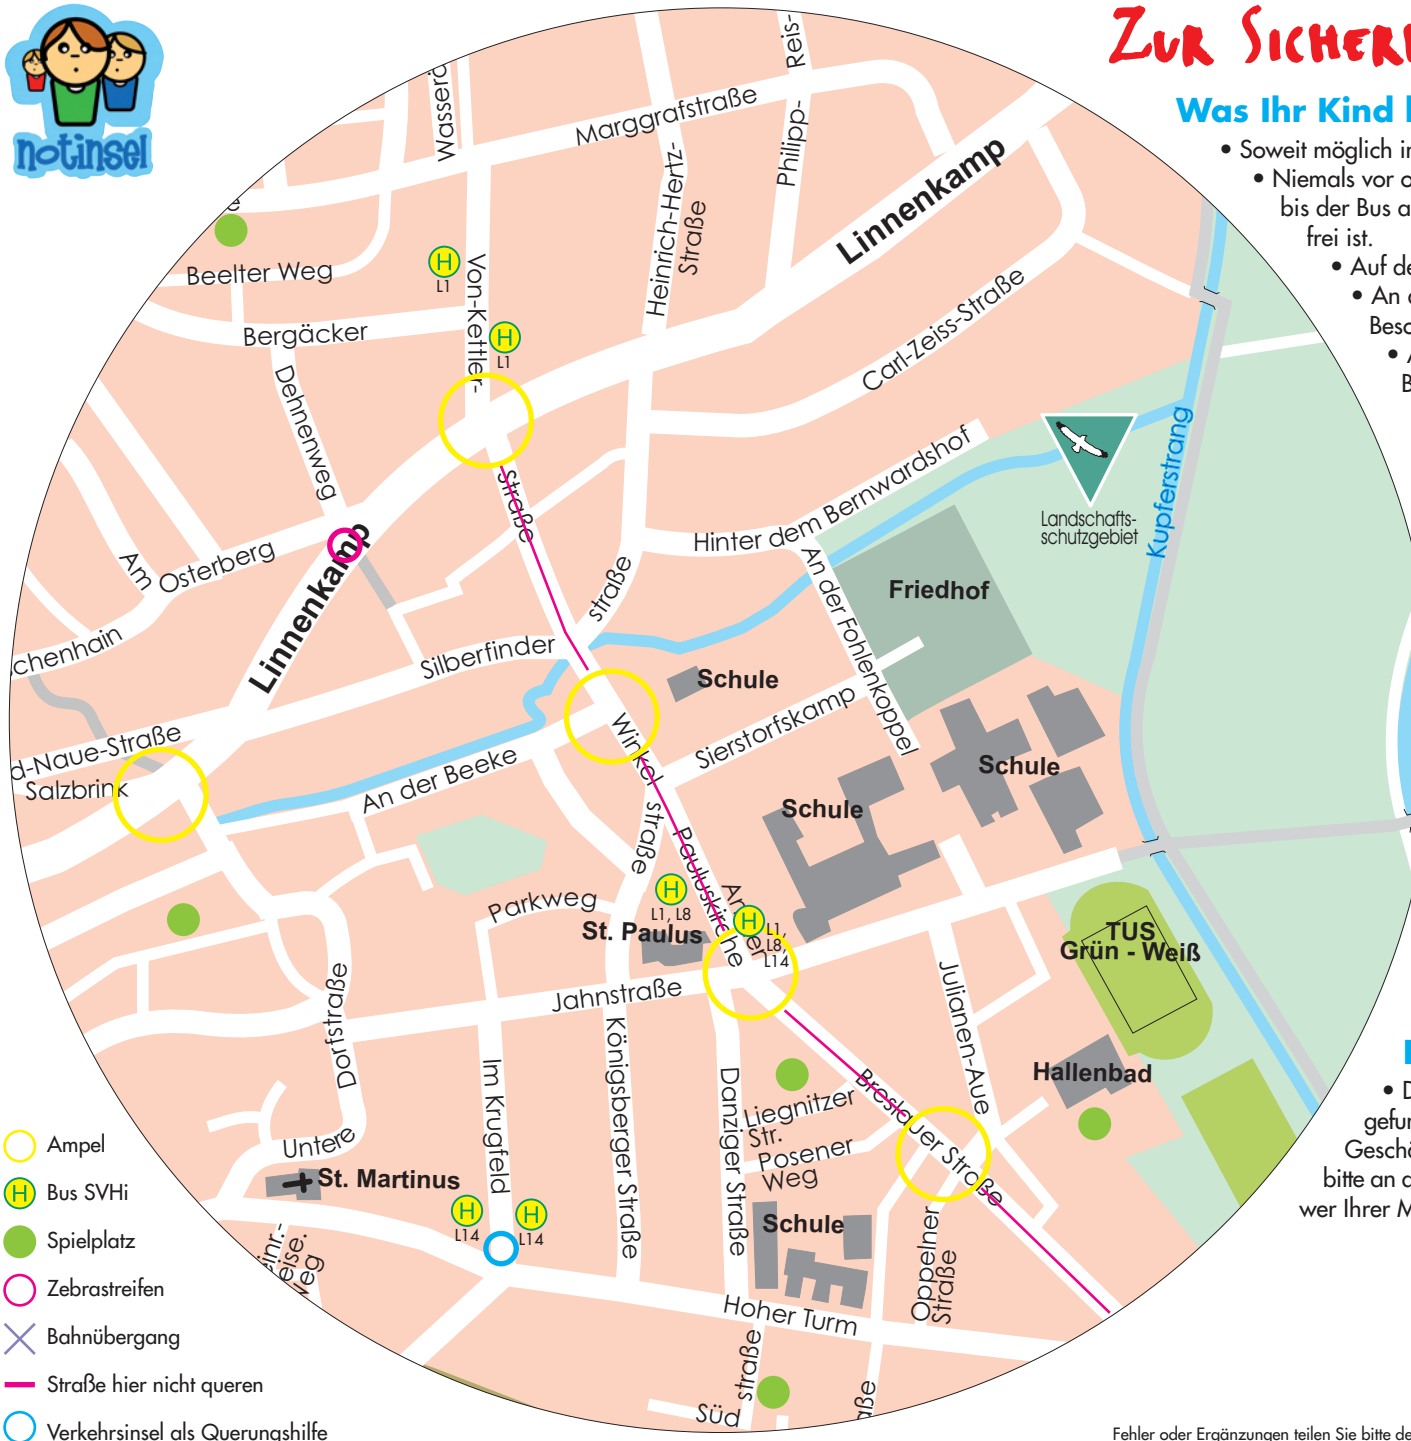 notinsel
ZUR SICHER
Was Ihr Kind
• Soweit möglich
• Niemals vor
bis der Bus
frei ist.
• Auf
• An
Kupferstrang
Landschafts-
schutzgebiet
Marggrafstraße
Heinrich-Hertz-
Straße
Philipp-
Reis-
Linnenkamp
Beelter Weg
Bergäcker
Von-Kettler-
Straße
H
L1
H
L1
Carl-Zeiss-Straße
Dehnenweg
Hinter dem Bernwardshof
Am
Osterberg
Linnenkamp
straße
An der Fohlenkoppel
Friedhof
chenhain
Silberfinder
Schule
Sierstorfskamp
Winkel
straße
d-Naue-Straße
Salzbrink
An der Beeke
Schule
Schule
Pauluskirche
An der
Parkweg
H
L1, L8
H
L1,
L8,
L14
St. Paulus
TUS
Grün - Weiß
Jahnstraße
Julianen-Aue
Dorfstraße
Untere
Im Krugfeld
Königsberger Straße
Danziger Straße
Liegnitzer
Str.
Posener
Weg
Breslauer Straße
Hallenbad
St. Martinus
H
L14
H
L14
Schule
Oppelner
Straße
Hoher Turm
Süd
straße
aße
weg
gefun
bitte an
wer Ihrer
Ampel
H Bus SVHi
Spielplatz
Zebrastreifen
Bahnübergang
Straße hier nicht queren
Verkehrsinsel als Querungshilfe
Fehler oder Ergänzungen teilen Sie bitte